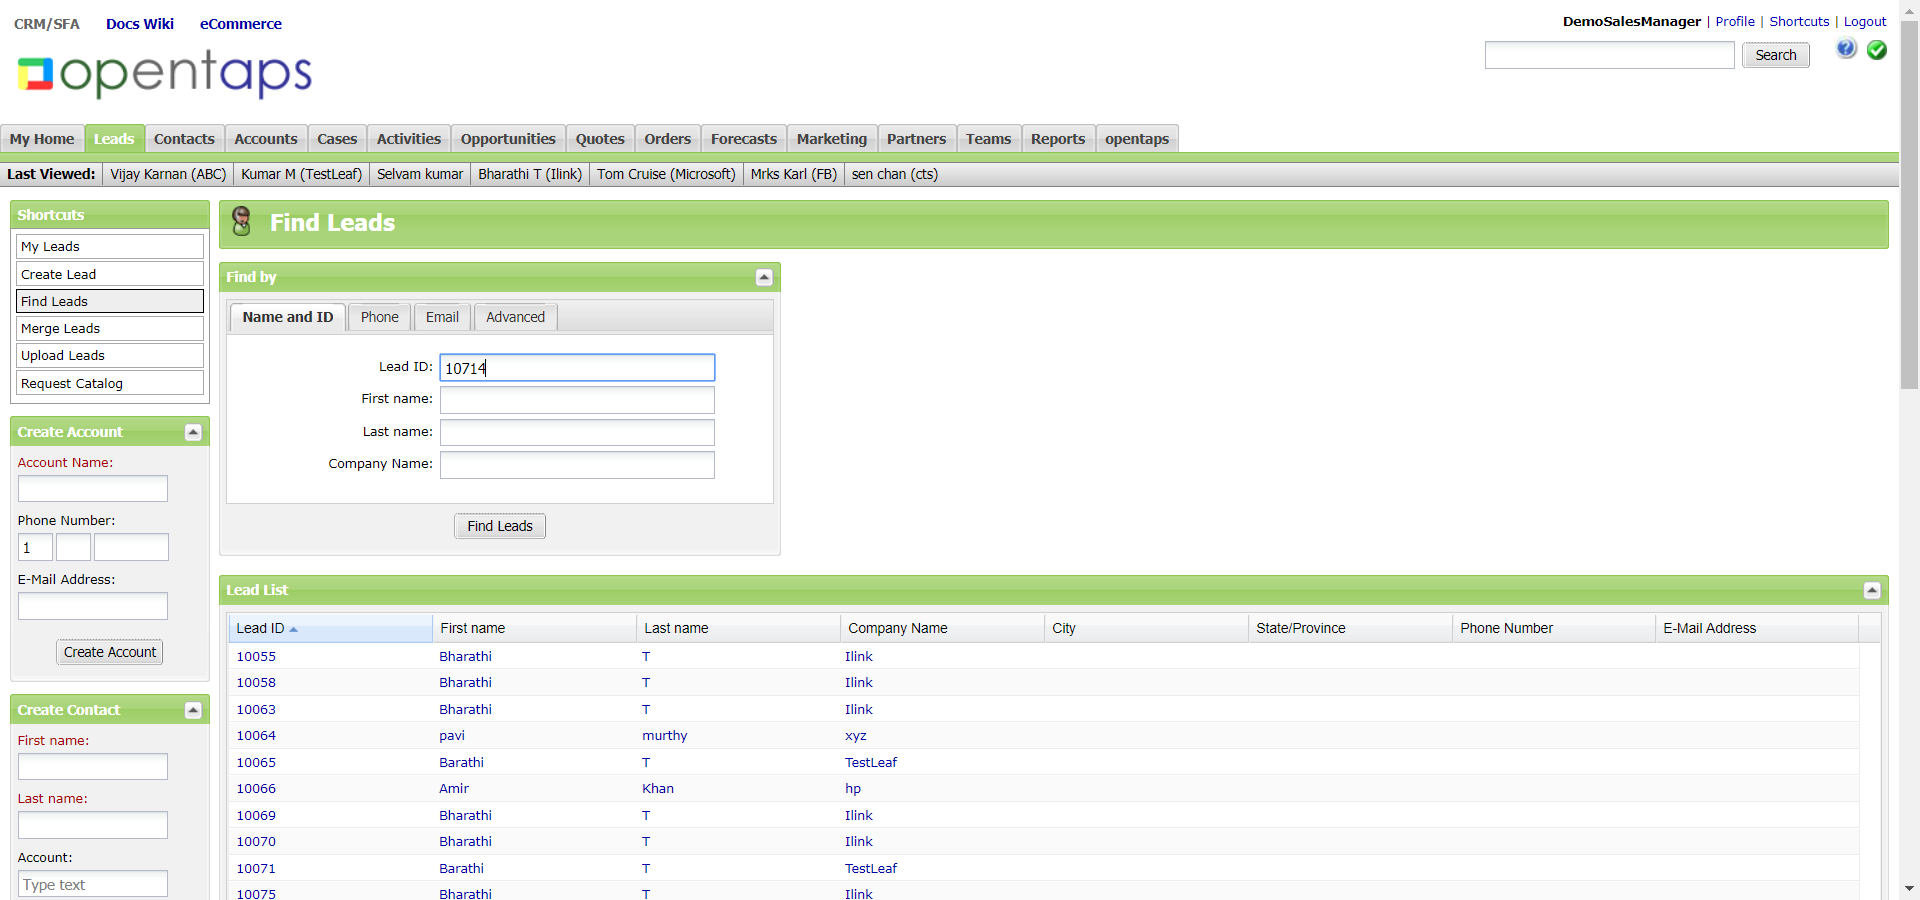 CRM/SFA Docs Wiki eCommerce
DemoSalesManager | Profile | Shortcuts | Logout
opentaps
Search
My Home Leads Contacts Accounts Cases Activities Opportunities Quotes Orders Forecasts Marketing Partners Teams Reports opentaps
Last Viewed: Vijay Karnan (ABC) Kumar M (TestLeaf) Selvam kumar Bharathi T (Ilink) Tom Cruise (Microsoft) Mrks Karl (FB) sen chan (cts)
Shortcuts
My Leads
Create Lead
Find Leads
Merge Leads
Upload Leads
Request Catalog
Create Account
Account Name:
Phone Number:
1
E-Mail Address:
Create Account
Create Contact
First name:
Last name:
Account:
Type text
Find Leads
Find by
Name and ID Phone Email Advanced
Lead ID: 10714
First name:
Last name:
Company Name:
Find Leads
Lead List
Lead ID First name Last name Company Name City State/Province Phone Number E-Mail Address
10055 Bharathi T Ilink
10058 Bharathi T Ilink
10063 Bharathi T Ilink
10064 pavi murthy xyz
10065 Barathi T TestLeaf
10066 Amir Khan hp
10069 Bharathi T Ilink
10070 Bharathi T Ilink
10071 Barathi T TestLeaf
10075 Bharathi T Ilink